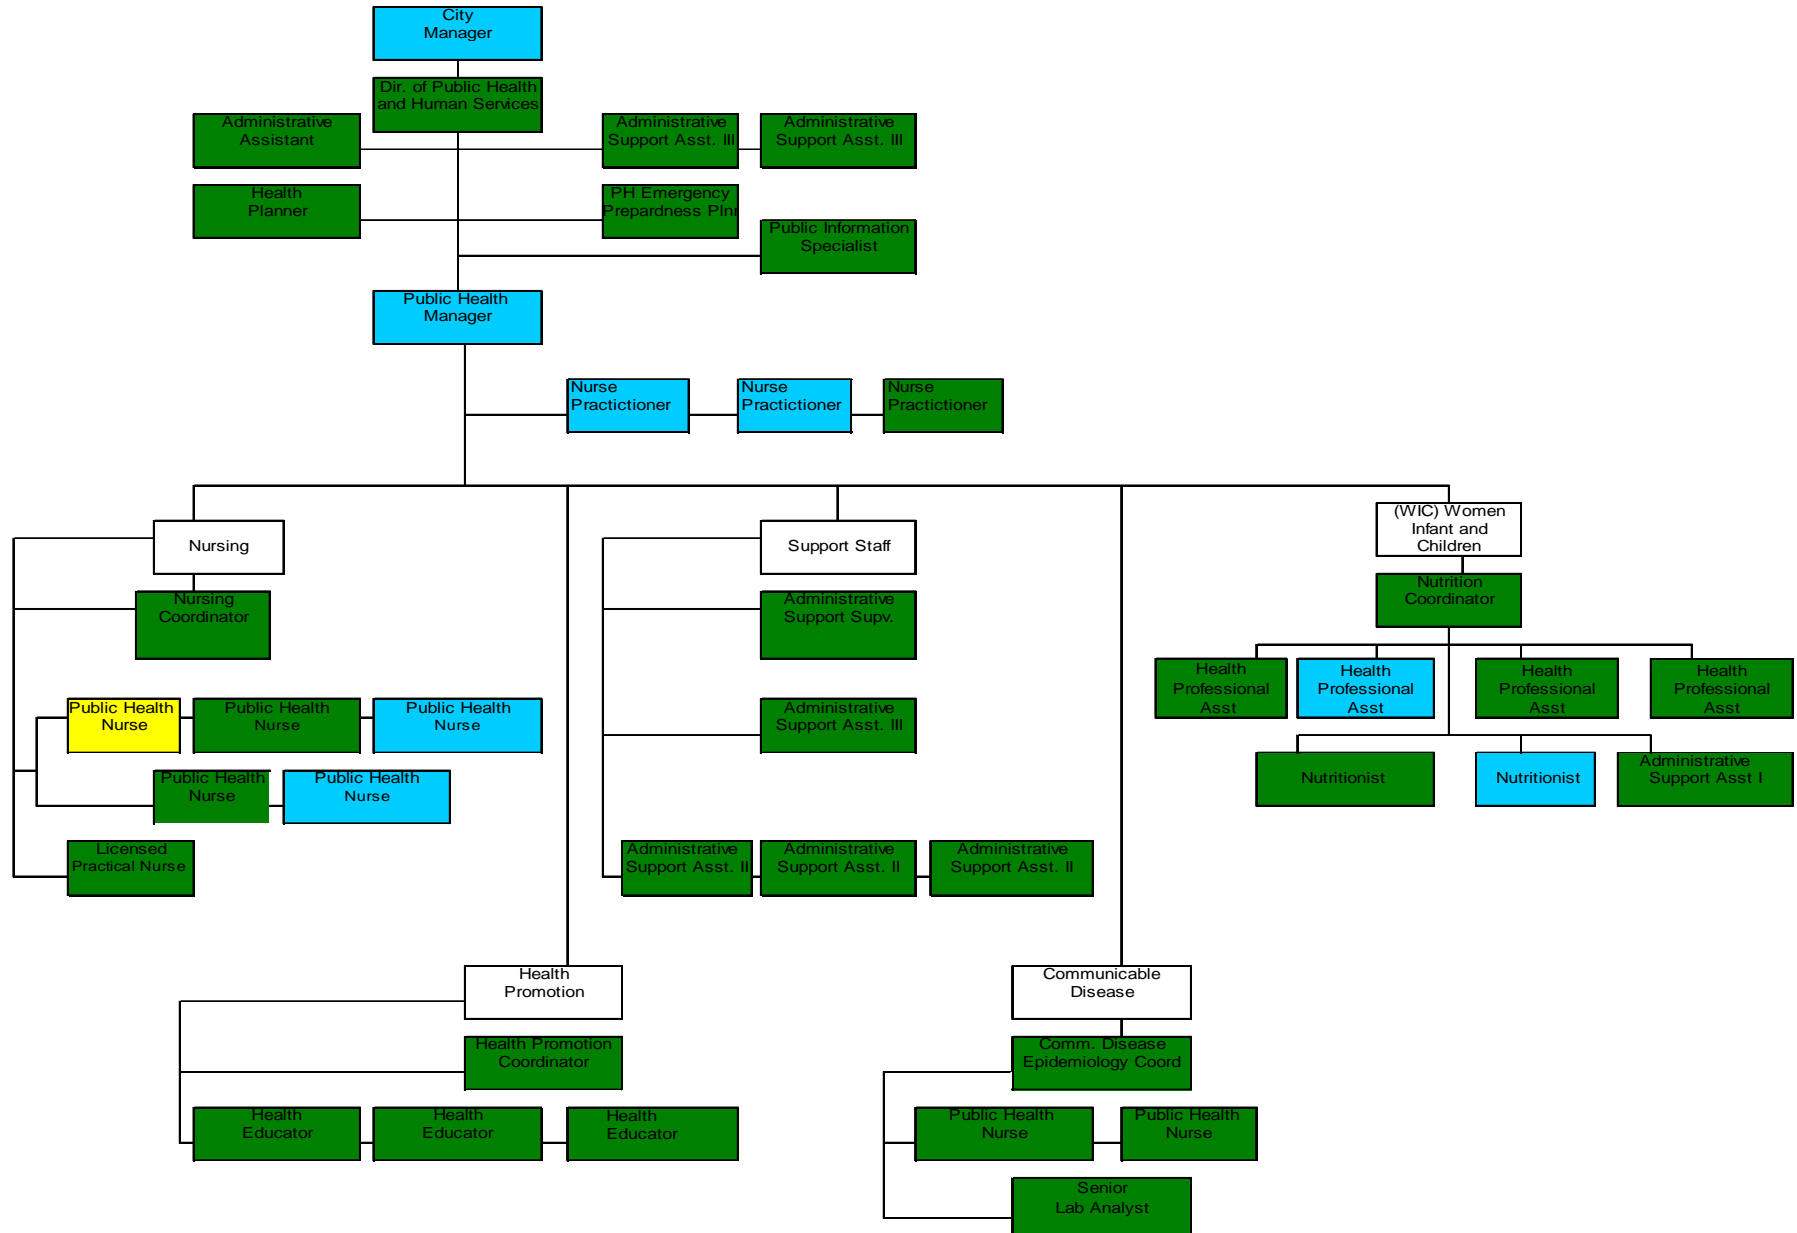 City
Manager
Dir. of Public Health
and Human Services
Administrative
Assistant
Administrative
Support Asst. III
Administrative
Support Asst. III
Health
Planner
PH Emergency
Prepardness Plnr
Public Information
Specialist
Public Health
Manager
Nurse
Practictioner
Nurse
Practictioner
Nurse
Practictioner
(WIC) Women
Infant and
Children
Nursing
Support Staff
Nutrition
Coordinator
Nursing
Coordinator
Administrative
Support Supv.
Health
Professional
Asst
Health
Professional
Asst
Health
Professional
Asst
Health
Professional
Asst
Public Health
Nurse
Public Health
Nurse
Public Health
Nurse
Administrative
Support Asst. III
Nutritionist
Nutritionist
Administrative
Support Asst I
Public Health
Nurse
Public Health
Nurse
Licensed
Practical Nurse
Administrative
Support Asst. II
Administrative
Support Asst. II
Administrative
Support Asst. II
Health
Promotion
Communicable
Disease
Health Promotion
Coordinator
Comm. Disease
Epidemiology Coord
Health
Educator
Health
Educator
Health
Educator
Public Health
Nurse
Public Health
Nurse
Senior
Lab Analyst